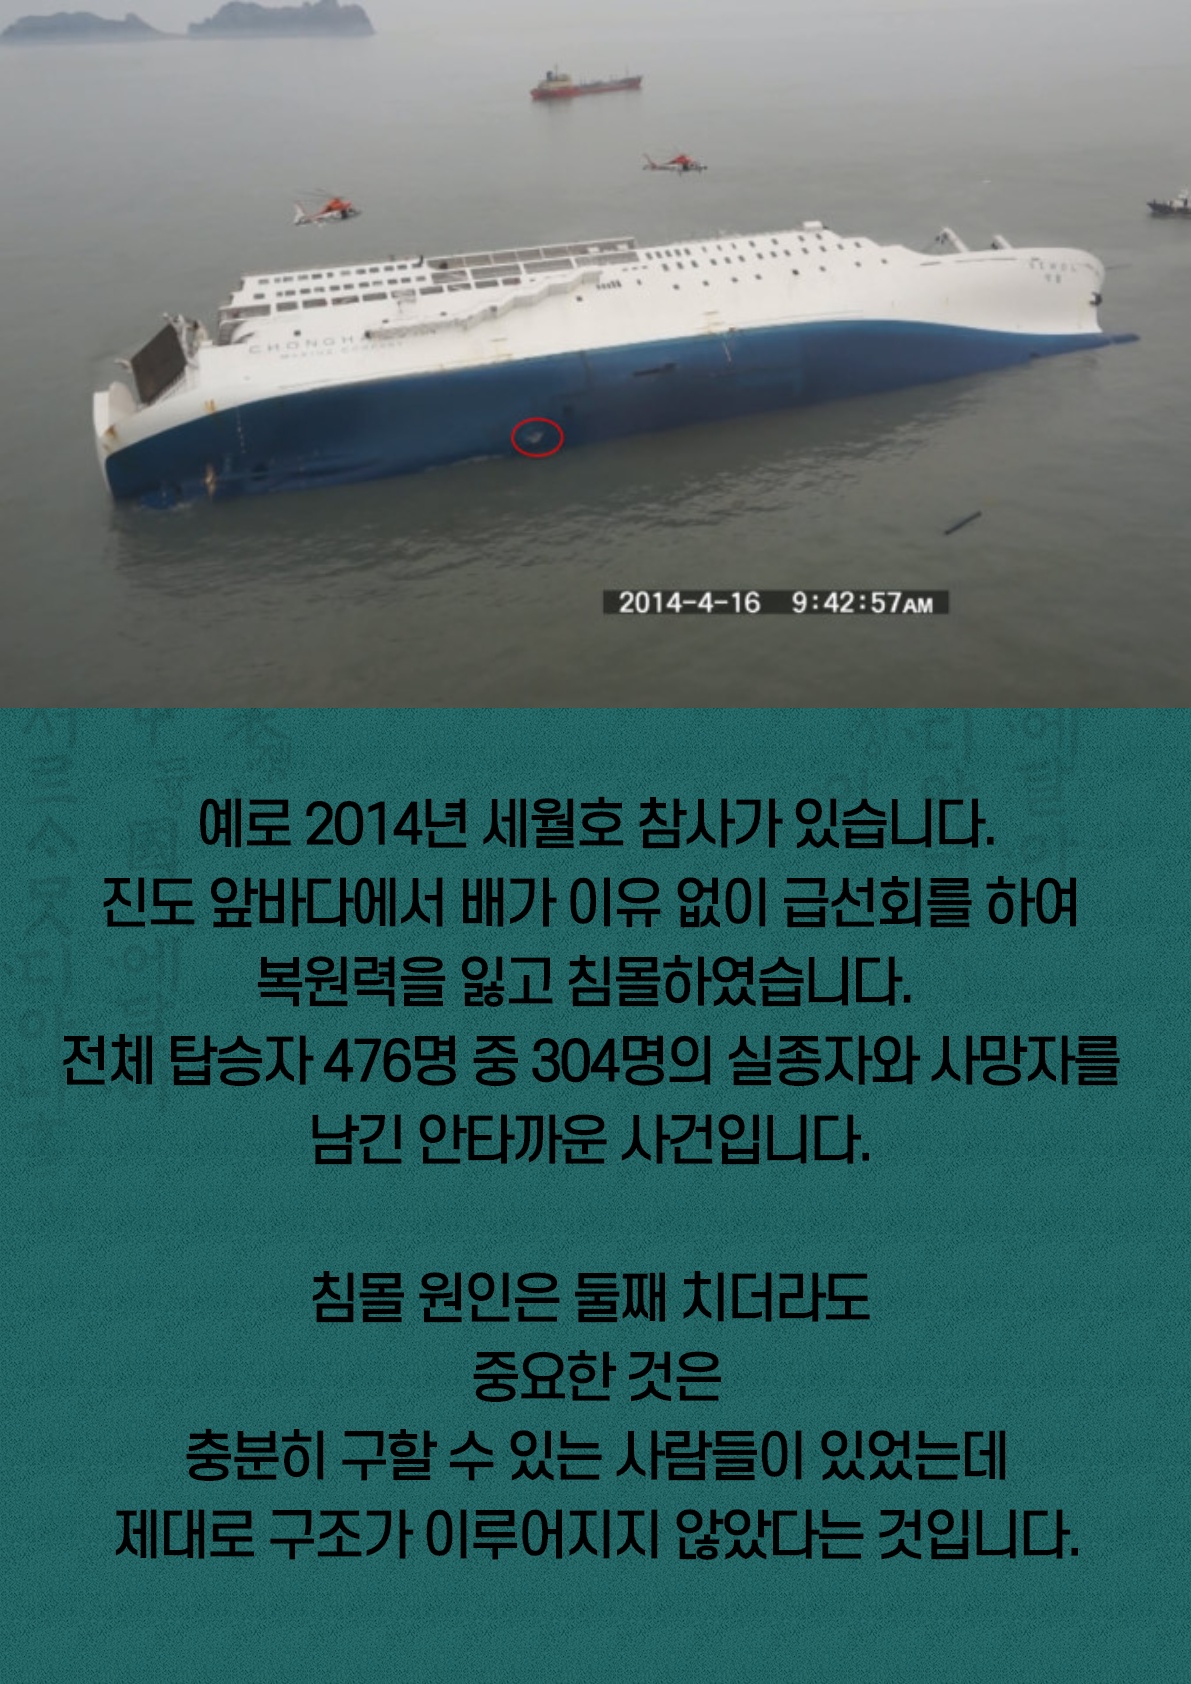 CHONGHA
MARINE COMPANY
SEWOL
세월
2014-4-16 9:42:57AM
예로 2014년 세월호 참사가 있습니다.
진도 앞바다에서 배가 이유 없이 급선회를 하여
복원력을 잃고 침몰하였습니다.
전체 탑승자 476명 중 304명의 실종자와 사망자를
남긴 안타까운 사건입니다.
침몰 원인은 둘째 치더라도
중요한 것은
충분히 구할 수 있는 사람들이 있었는데
제대로 구조가 이루어지지 않았다는 것입니다.